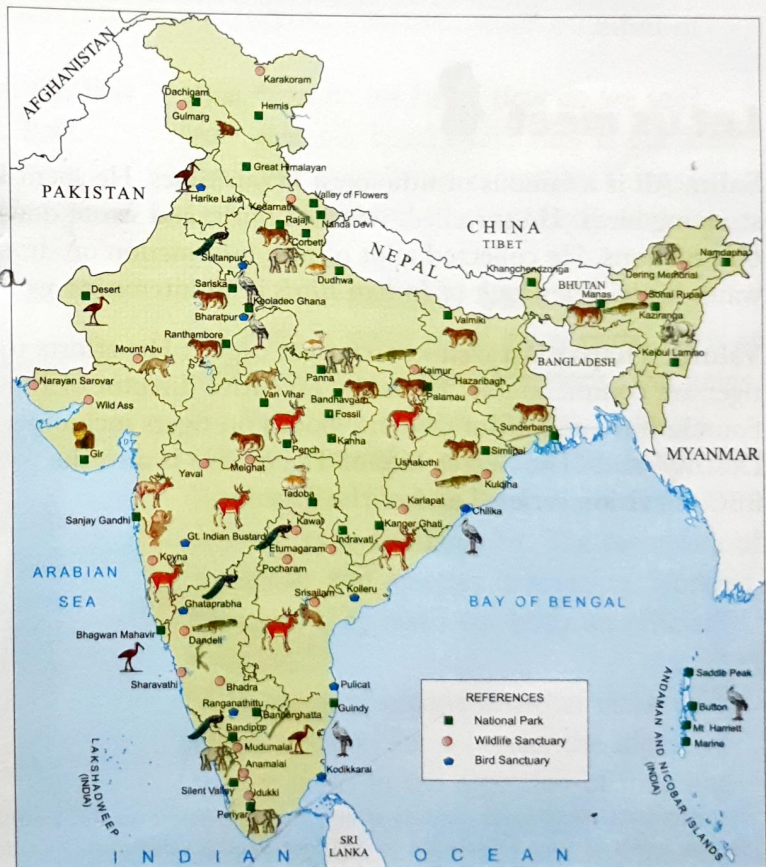 AFGHANISTAN
Karakoram
Dachigam
Gulmarg
Hemis
Great Himalayan
PAKISTAN
Harike Lake
Kedarnath
Valley of Flowers
Rajaji
Nanda Devi
Corbett
CHINA
TIBET
NEPAL
Sultanpur
Dudhwa
Khangchendzonga
BHUTAN
Namdapha
Dering Memorial
Manas
Sonai Rupai
Kaziranga
Keibul Lamjao
Desert
Sariska
Keoladeo Ghana
Bharatpur
Ranthambore
Valmiki
Mount Abu
BANGLADESH
Narayan Sarovar
Wild Ass
Panna
Kaimur
Hazaribagh
Van Vihar
Bandhavgarh
Palamau
Fossil
Sunderbans
Gir
Pench
Kanha
Simlipal
MYANMAR
Yaval
Melghat
Ushakothi
Kuldiha
Tadoba
Karlapat
Sanjay Gandhi
Kawal
Chilika
Gt. Indian Bustard
Indravati
Kanger Ghati
Eturnagaram
Koyna
Pocharam
ARABIAN
SEA
Srisailam
Kolleru
Ghataprabha
BAY OF BENGAL
Bhagwan Mahavir
Dandeli
Sharavathi
Bhadra
Pulicat
Saddle Peak
Ranganathittu
Bannerghatta
Guindy
Button
Bandipur
Mt. Harriett
Marine
Mudumalai
Anamalai
Kodikkarai
Silent Valley
Idukki
Periyar
REFERENCES
National Park
Wildlife Sanctuary
Bird Sanctuary
LAKSHADWEEP
(INDIA)
ANDAMAN AND NICOBAR ISLANDS
(INDIA)
SRI
LANKA
INDIAN OCEAN